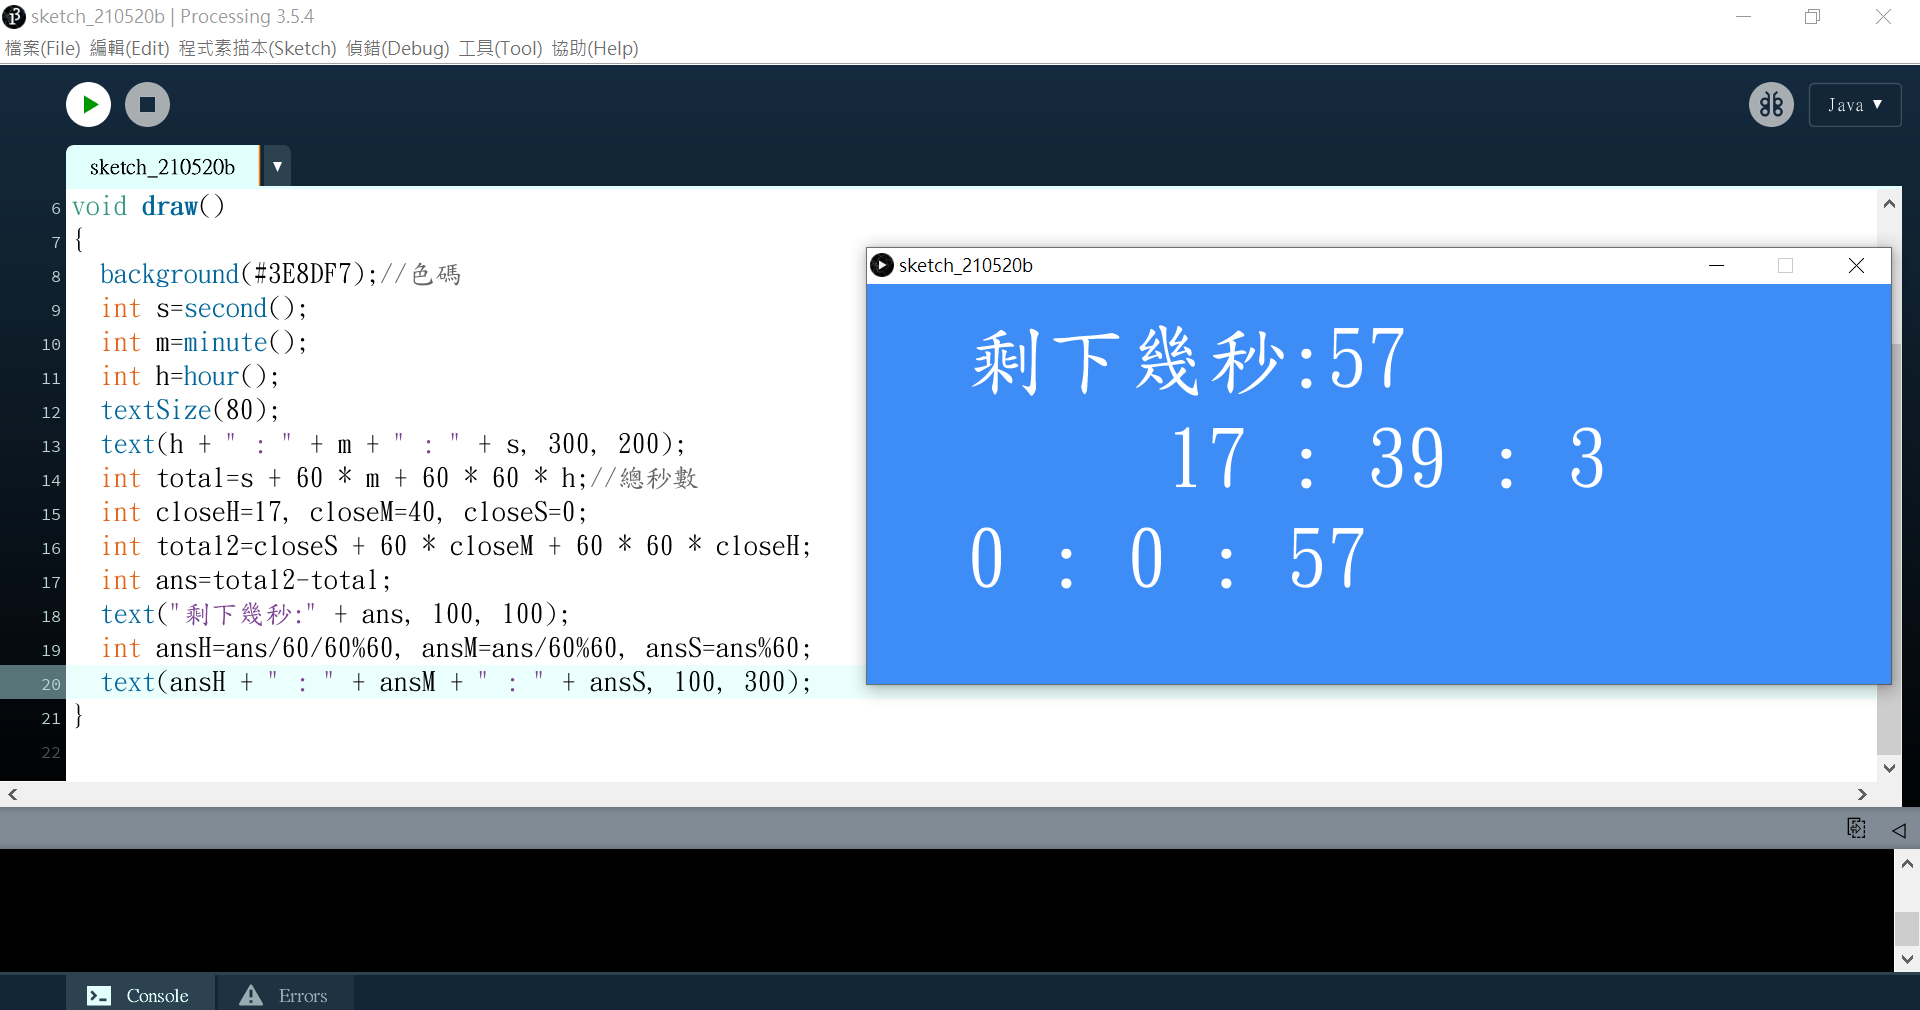 sketch_210520b | Processing 3.5.4
檔案(File) 編輯(Edit) 程式素描本(Sketch) 偵錯(Debug) 工具(Tool) 協助(Help)
Java ▼
sketch_210520b ▼
6 void draw()
7 {
8 background(#3E8DF7);//色碼
9 int s=second();
10 int m=minute();
11 int h=hour();
12 textSize(80);
13 text(h + " : " + m + " : " + s, 300, 200);
14 int total=s + 60 * m + 60 * 60 * h;//總秒數
15 int closeH=17, closeM=40, closeS=0;
16 int total2=closeS + 60 * closeM + 60 * 60 * closeH;
17 int ans=total2-total;
18 text("剩下幾秒:" + ans, 100, 100);
19 int ansH=ans/60/60%60, ansM=ans/60%60, ansS=ans%60;
20 text(ansH + " : " + ansM + " : " + ansS, 100, 300);
21 }
22
sketch_210520b
剩下幾秒:57
17 : 39 : 3
0 : 0 : 57
Console
Errors